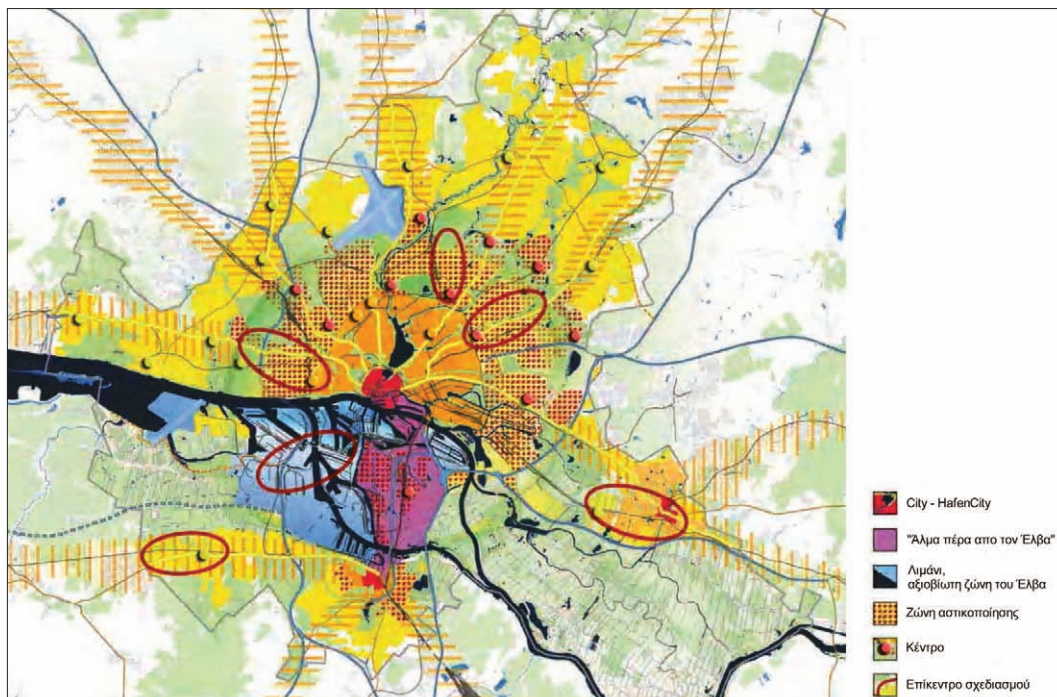 City - HafenCity
"Άλμα πέρα απο τον Έλβα"
Λιμάνι,
αξιοβίωτη ζώνη του Έλβα
Ζώνη αστικοποίησης
Κέντρο
Επίκεντρο σχεδιασμού